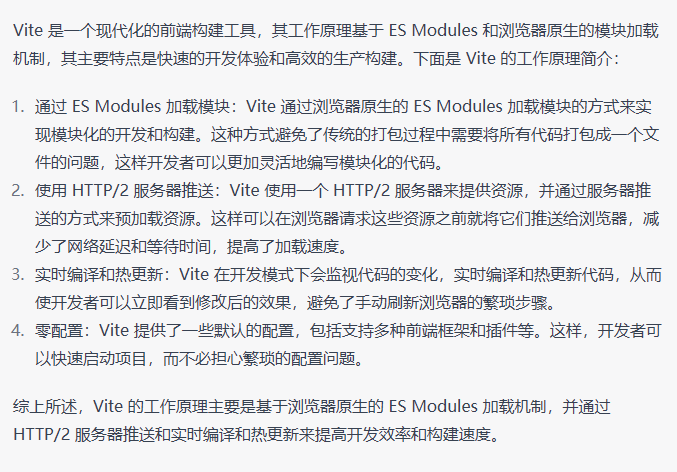 Vite 是一个现代化的前端构建工具，其工作原理基于 ES Modules 和浏览器原生的模块加载
机制，其主要特点是快速的开发体验和高效的生产构建。下面是 Vite 的工作原理简介：
1. 通过 ES Modules 加载模块：Vite 通过浏览器原生的 ES Modules 加载模块的方式来实
现模块化的开发和构建。这种方式避免了传统的打包过程中需要将所有代码打包成一个文
件的问题，这样开发者可以更加灵活地编写模块化的代码。
2. 使用 HTTP/2 服务器推送：Vite 使用一个 HTTP/2 服务器来提供资源，并通过服务器推
送的方式来预加载资源。这样可以在浏览器请求这些资源之前就将它们推送给浏览器，减
少了网络延迟和等待时间，提高了加载速度。
3. 实时编译和热更新：Vite 在开发模式下会监视代码的变化，实时编译和热更新代码，从而
使开发者可以立即看到修改后的效果，避免了手动刷新浏览器的繁琐步骤。
4. 零配置：Vite 提供了一些默认的配置，包括支持多种前端框架和插件等。这样，开发者可
以快速启动项目，而不必担心繁琐的配置问题。
综上所述，Vite 的工作原理主要是基于浏览器原生的 ES Modules 加载机制，并通过
HTTP/2 服务器推送和实时编译和热更新来提高开发效率和构建速度。